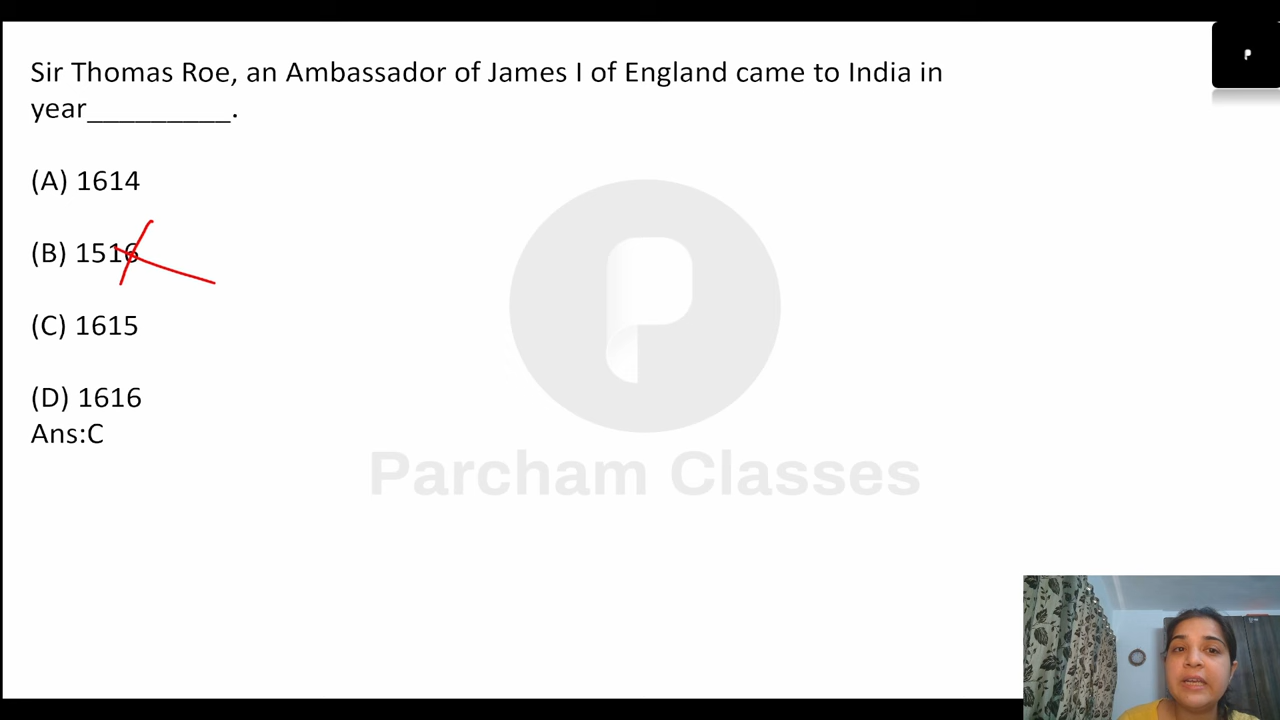 Sir Thomas Roe, an Ambassador of James I of England came to India in
year_________.
(A) 1614
(B) 1516
(C) 1615
(D) 1616
Ans:C
Parcham Classes